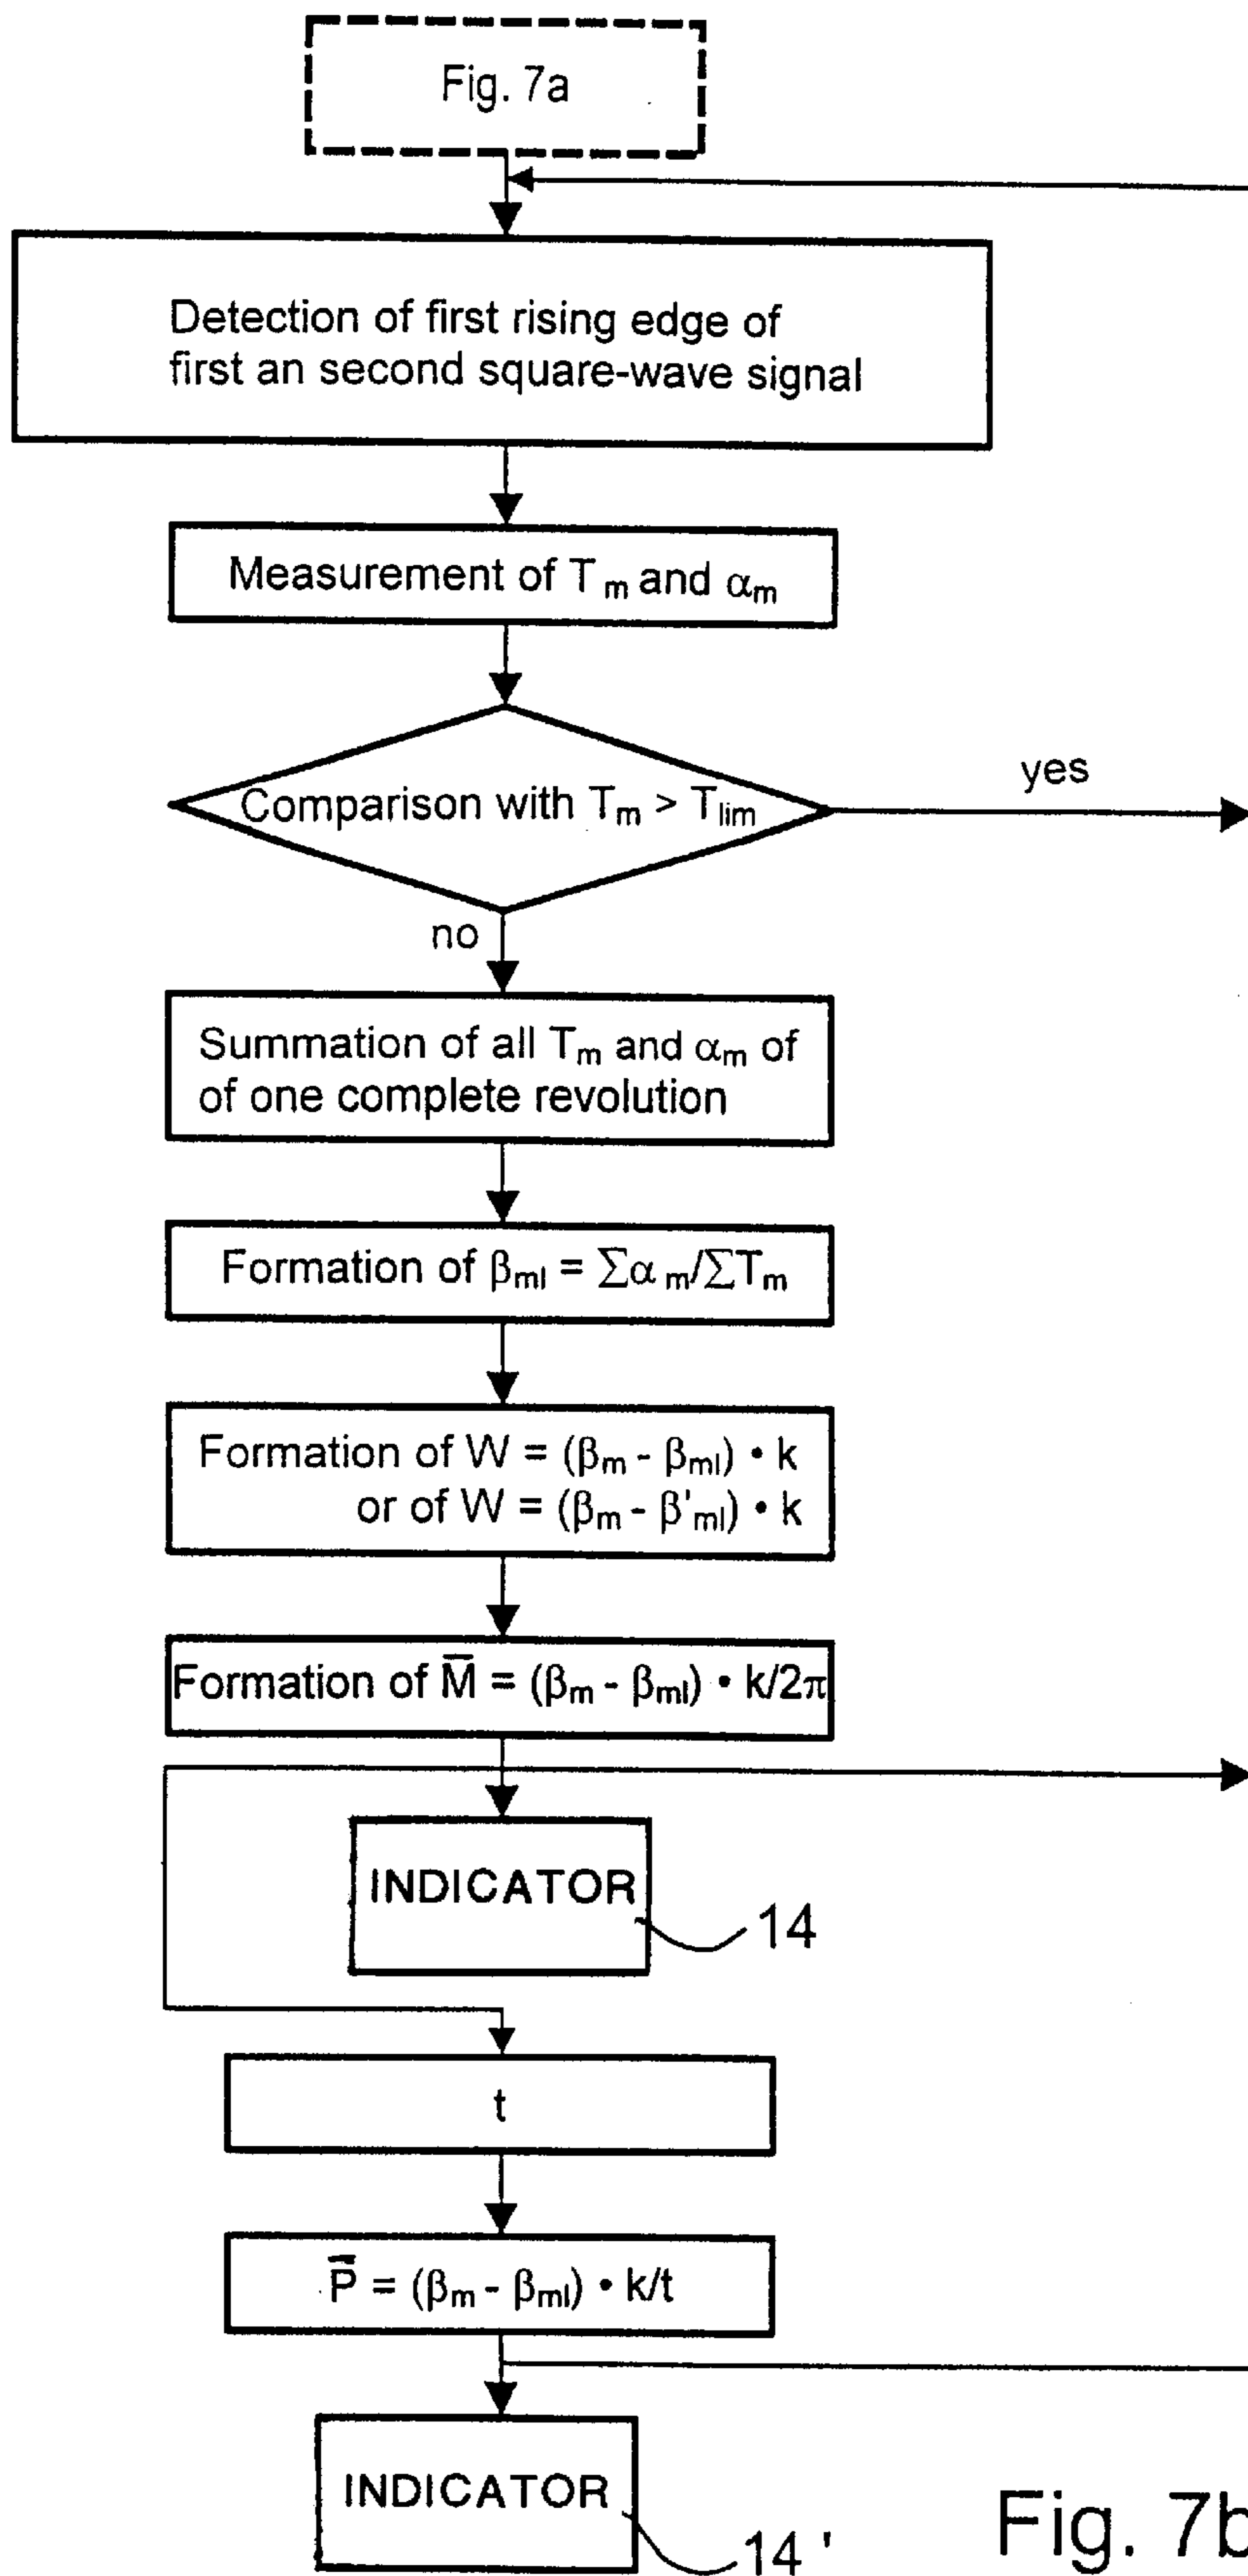 Fig. 7a
Detection of first rising edge of
first an second square-wave signal
Measurement of Tm and αm
Comparison with Tm > Tlim
yes
no
Summation of all Tm and αm of
of one complete revolution
Formation of βml = ∑αm/∑Tm
Formation of W = (βm - βml) • k
or of W = (βm - β'ml) • k
Formation of M̅ = (βm - βml) • k/2π
INDICATOR
14
t
P̅ = (βm - βml) • k/t
INDICATOR
14 '
Fig. 7b